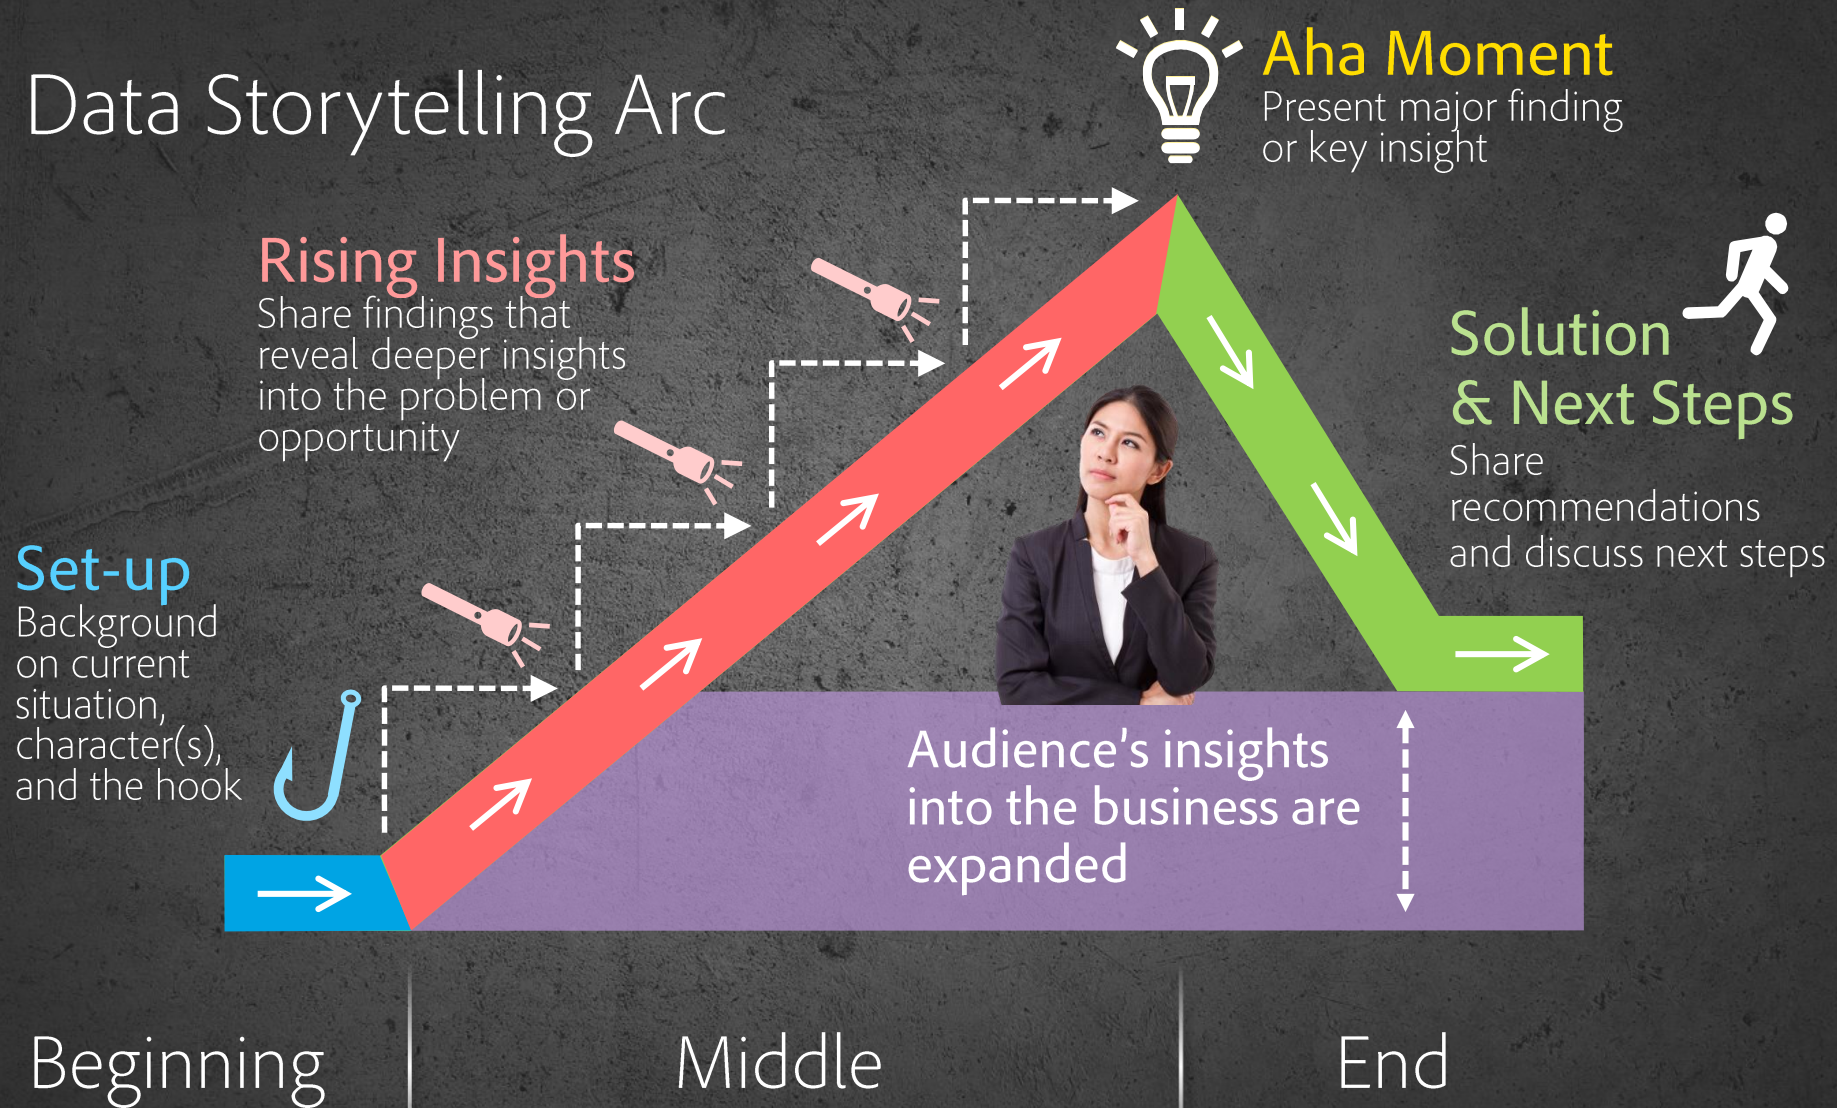 Data Storytelling Arc
Aha Moment
Present major finding
or key insight
Rising Insights
Share findings that
reveal deeper insights
into the problem or
opportunity
Solution
& Next Steps
Share
recommendations
and discuss next steps
Set-up
Background
on current
situation,
character(s),
and the hook
Audience’s insights
into the business are
expanded
Beginning
Middle
End